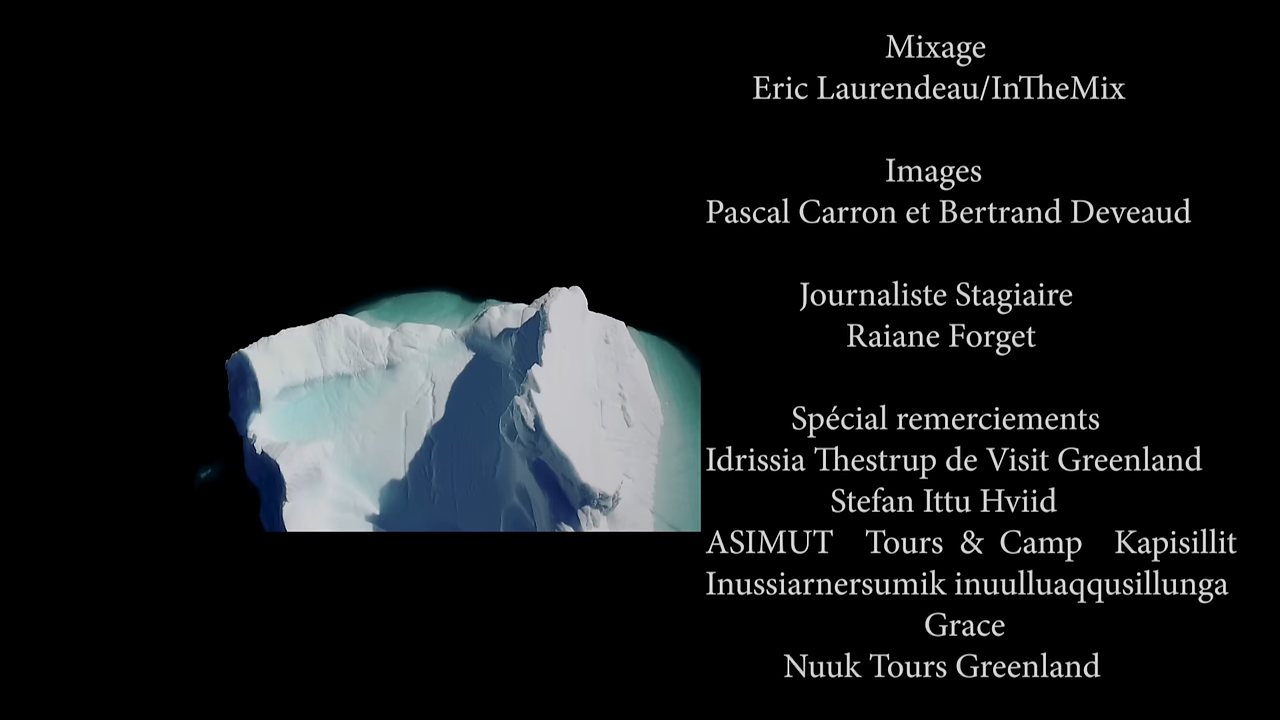 Mixage
Eric Laurendeau/InTheMix
Images
Pascal Carron et Bertrand Deveaud
Journaliste Stagiaire
Raiane Forget
Spécial remerciements
Idrissia Thestrup de Visit Greenland
Stefan Ittu Hviid
ASIMUT Tours & Camp Kapisillit
Inussiarnersumik inuulluaqqusillunga
Grace
Nuuk Tours Greenland